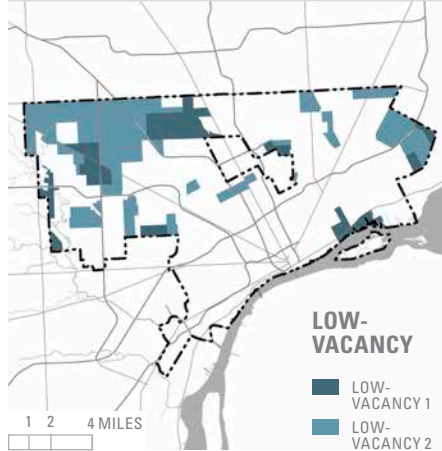 LOW-
VACANCY
LOW-
VACANCY 1
LOW-
VACANCY 2
1 2 4 MILES